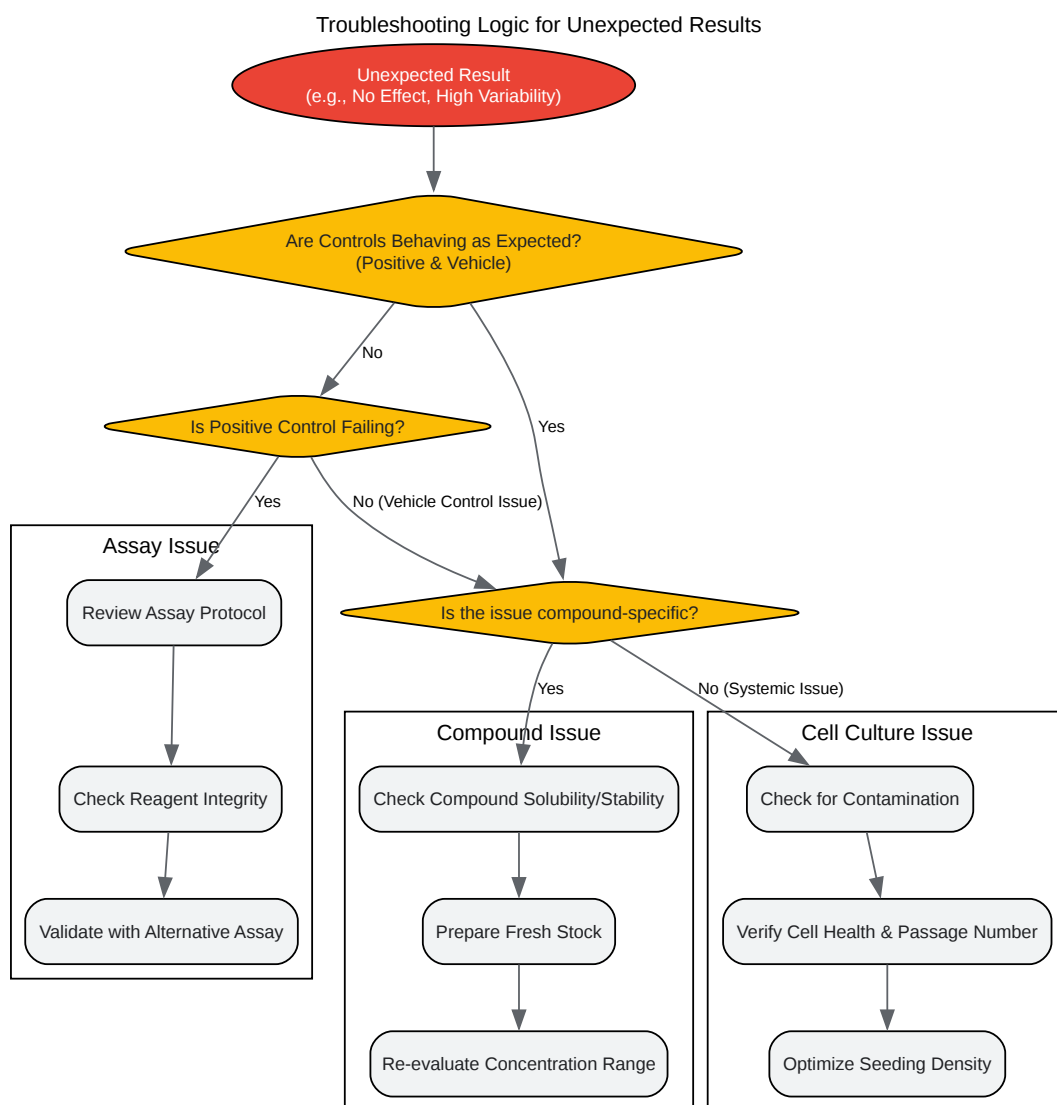 Troubleshooting Logic for Unexpected Results
Unexpected Result
(e.g., No Effect, High Variability)
Are Controls Behaving as Expected?
(Positive & Vehicle)
No
Yes
Is Positive Control Failing?
Yes
No (Vehicle Control Issue)
Assay Issue
Review Assay Protocol
Check Reagent Integrity
Validate with Alternative Assay
Is the issue compound-specific?
Yes
No (Systemic Issue)
Compound Issue
Check Compound Solubility/Stability
Prepare Fresh Stock
Re-evaluate Concentration Range
Cell Culture Issue
Check for Contamination
Verify Cell Health & Passage Number
Optimize Seeding Density